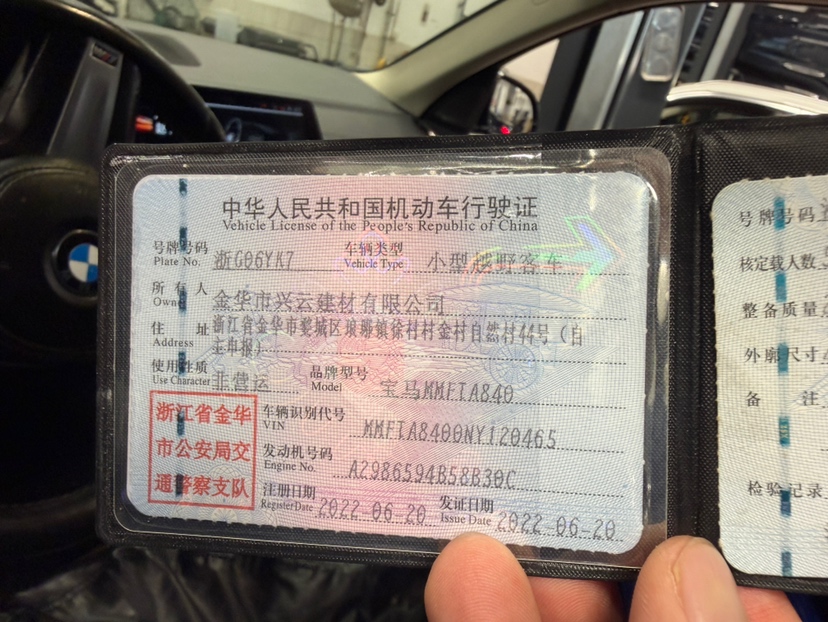 中华人民共和国机动车行驶证
Vehicle License of the People's Republic of China
号牌号码 Plate No. 浙G06YK7 车辆类型 Vehicle Type 小型越野客车
所有人 Owner 金华市兴云建材有限公司
住址 Address 浙江省金华市婺城区琅琊镇徐村村金村自然村44号（自
主申报）
使用性质 Use Character 非营运 品牌型号 Model 宝马MMFTA840
浙江省金华
市公安局交
通警察支队
车辆识别代号 VIN MMFTA8400NY120465
发动机号码 Engine No. A2986594B58B30C
注册日期 Register Date 2022-06-20 发证日期 Issue Date 2022-06-20
号牌号码
核定载人数
整备质量
外廓尺寸
备注
检验记录